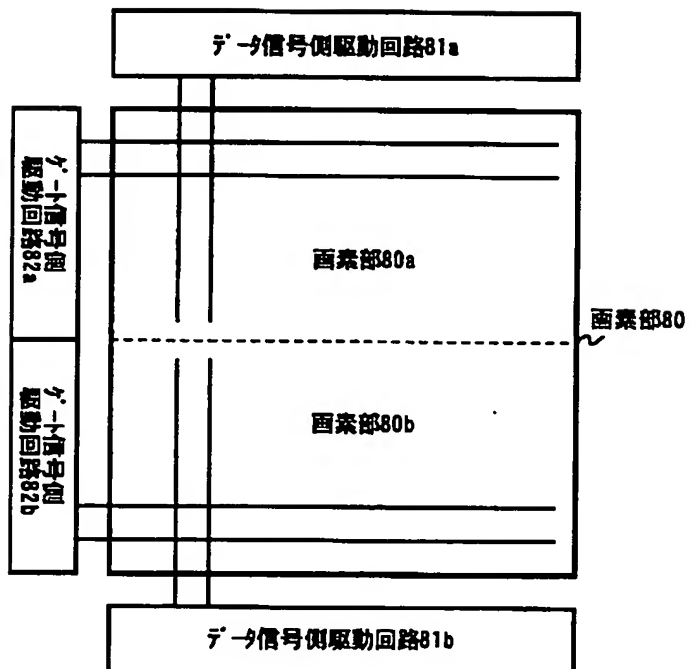 データ信号側駆動回路81a
ゲート信号側
駆動回路82a
画素部80a
画素部80
ゲート信号側
駆動回路82b
画素部80b
データ信号側駆動回路81b